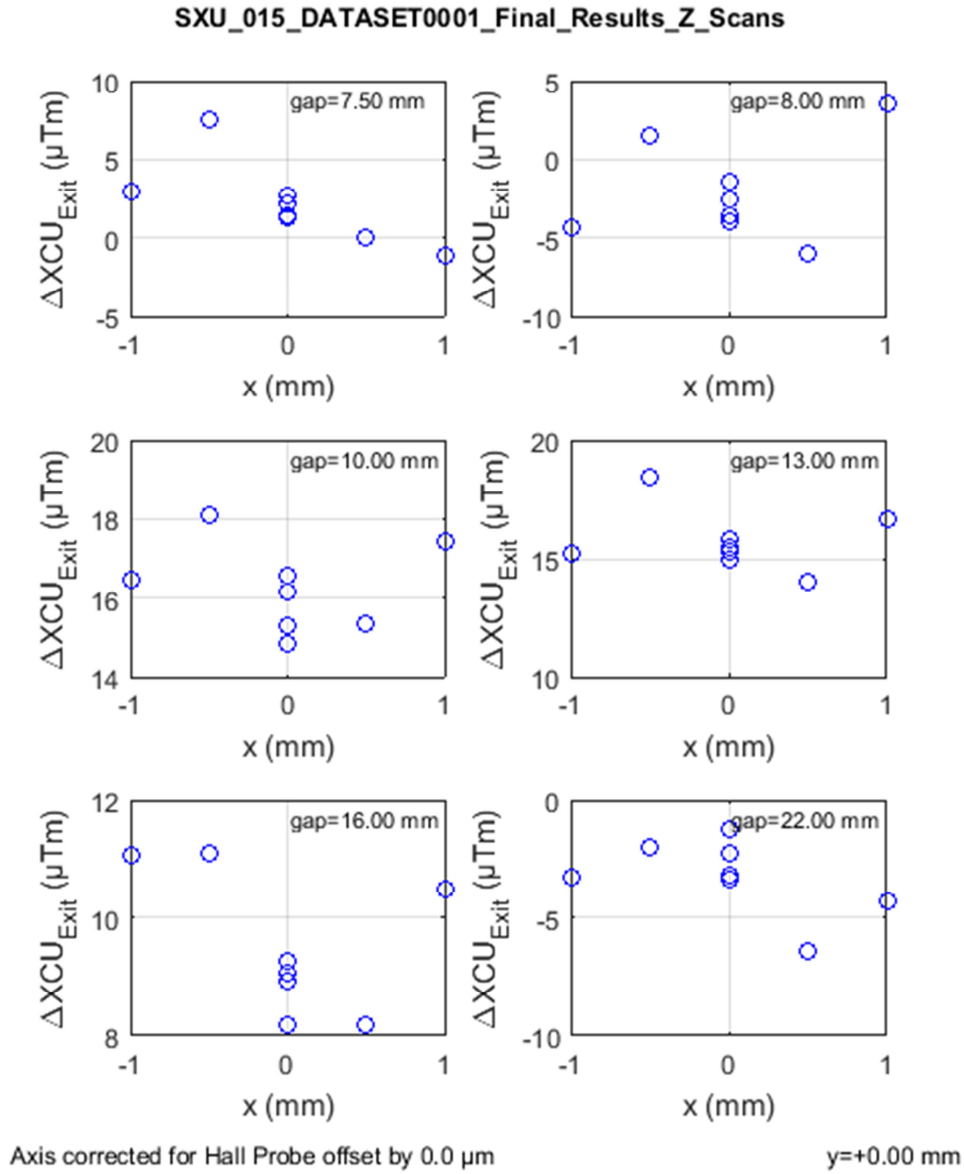 SXU_015_DATASET0001_Final_Results_Z_Scans
10
5
0
-5
-1
0
1
ΔXCU_Exit (µTm)
x (mm)
gap=7.50 mm
5
0
-5
-10
-1
0
1
ΔXCU_Exit (µTm)
x (mm)
gap=8.00 mm
20
18
16
14
-1
0
1
ΔXCU_Exit (µTm)
x (mm)
gap=10.00 mm
20
15
10
-1
0
1
ΔXCU_Exit (µTm)
x (mm)
gap=13.00 mm
12
10
8
-1
0
1
ΔXCU_Exit (µTm)
x (mm)
gap=16.00 mm
0
-5
-10
-1
0
1
ΔXCU_Exit (µTm)
x (mm)
gap=22.00 mm
Axis corrected for Hall Probe offset by 0.0 µm
y=+0.00 mm